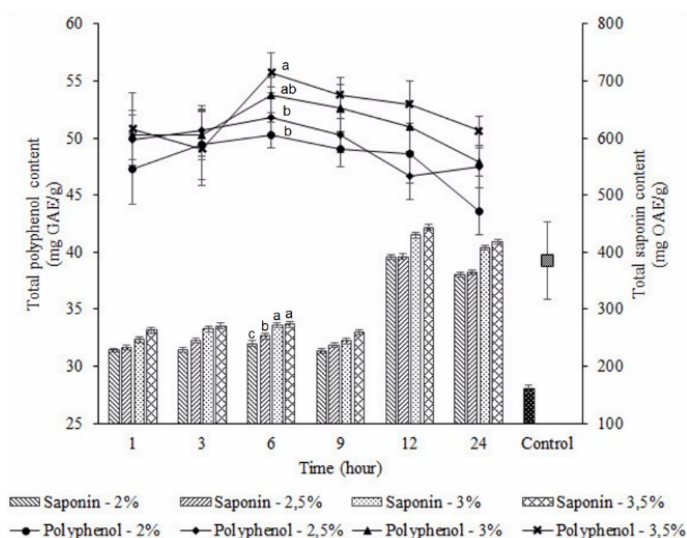 60
55
50
45
40
35
30
25
Total polyphenol content
(mg GAE/g)
800
700
600
500
400
300
200
100
Total saponin content
(mg OAE/g)
a
ab
b
b
c
b
a
a
1 3 6 9 12 24 Control
Time (hour)
Saponin - 2% Saponin - 2,5% Saponin - 3% Saponin - 3,5%
Polyphenol - 2% Polyphenol - 2,5% Polyphenol - 3% Polyphenol - 3,5%